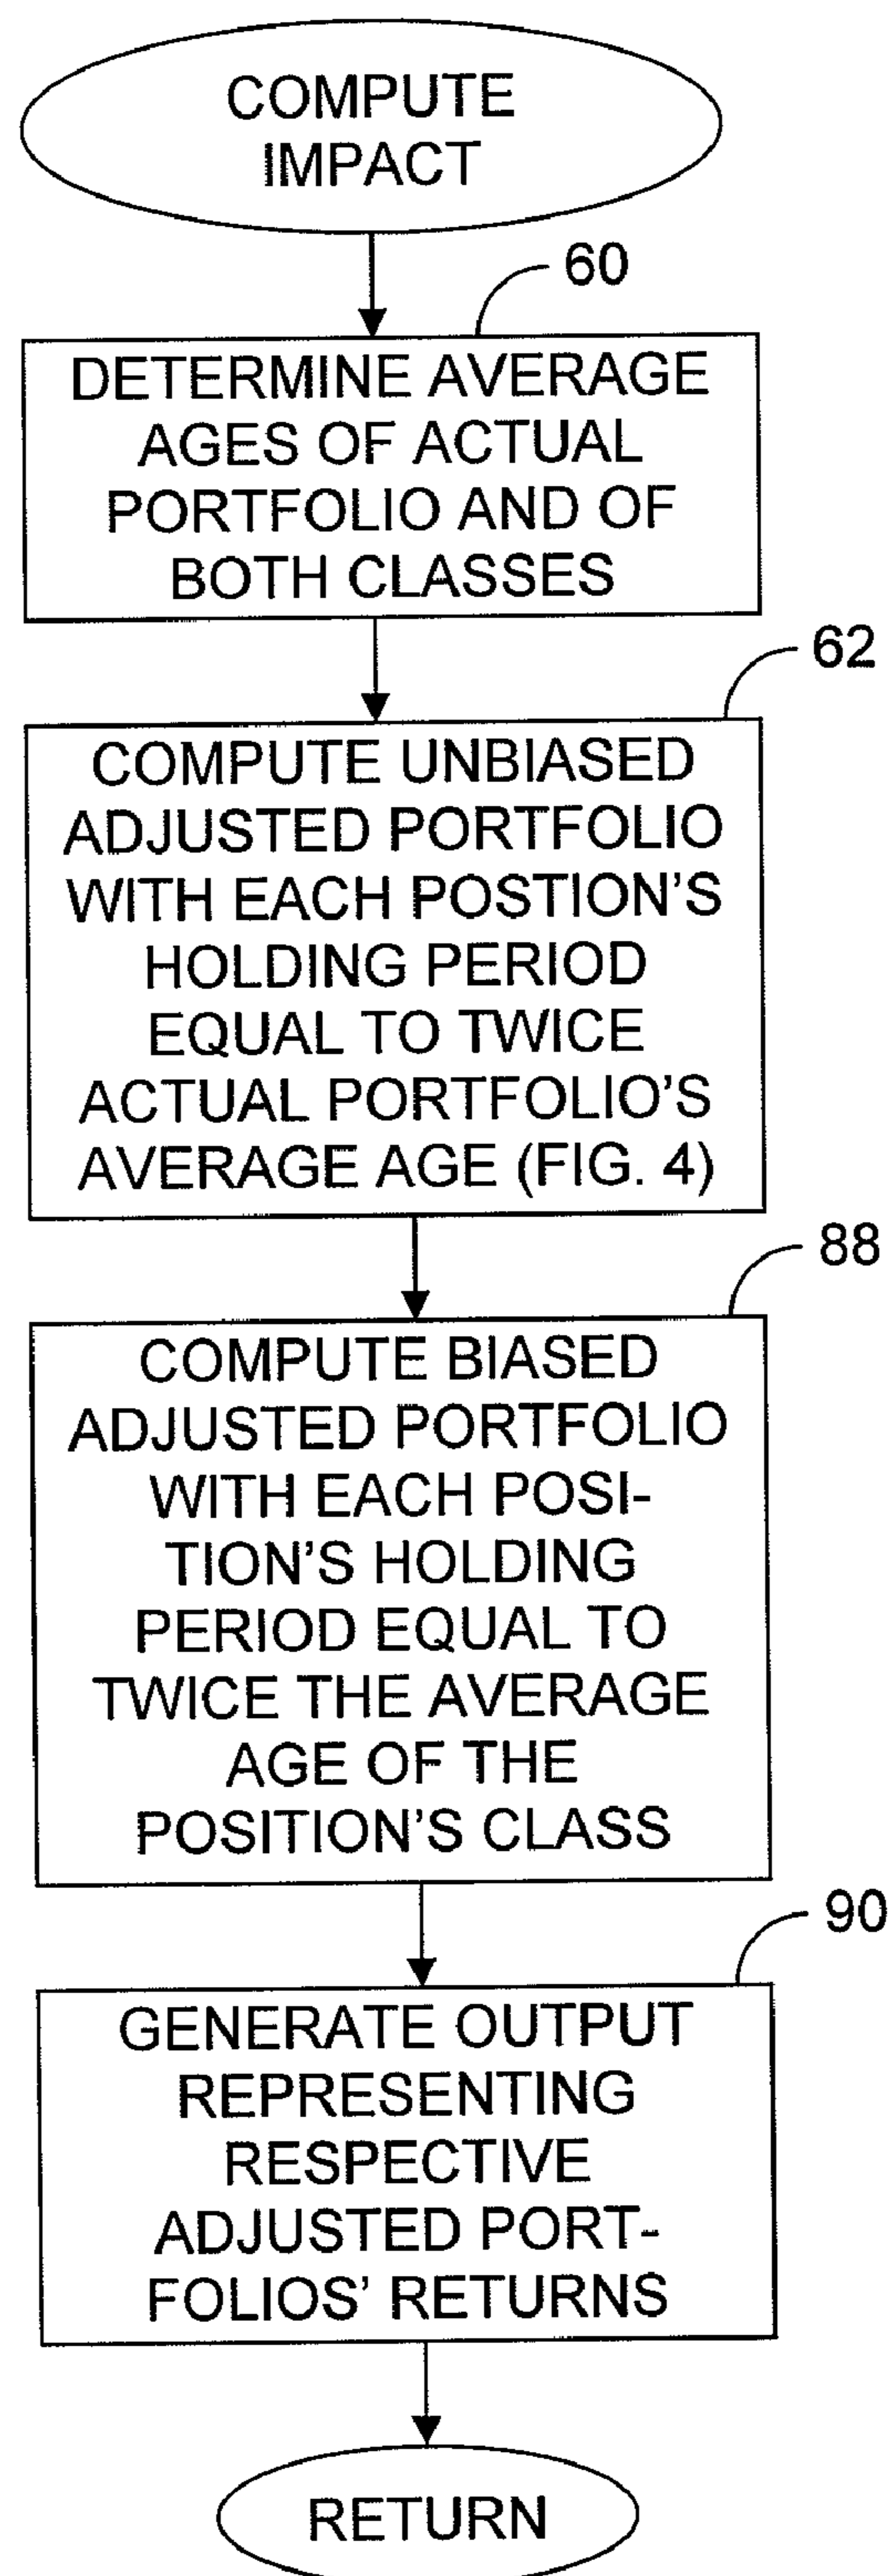 COMPUTE
IMPACT
60
DETERMINE AVERAGE
AGES OF ACTUAL
PORTFOLIO AND OF
BOTH CLASSES
62
COMPUTE UNBIASED
ADJUSTED PORTFOLIO
WITH EACH POSTION'S
HOLDING PERIOD
EQUAL TO TWICE
ACTUAL PORTFOLIO'S
AVERAGE AGE (FIG. 4)
88
COMPUTE BIASED
ADJUSTED PORTFOLIO
WITH EACH POSI-
TION'S HOLDING
PERIOD EQUAL TO
TWICE THE AVERAGE
AGE OF THE
POSITION'S CLASS
90
GENERATE OUTPUT
REPRESENTING
RESPECTIVE
ADJUSTED PORT-
FOLIOS' RETURNS
RETURN